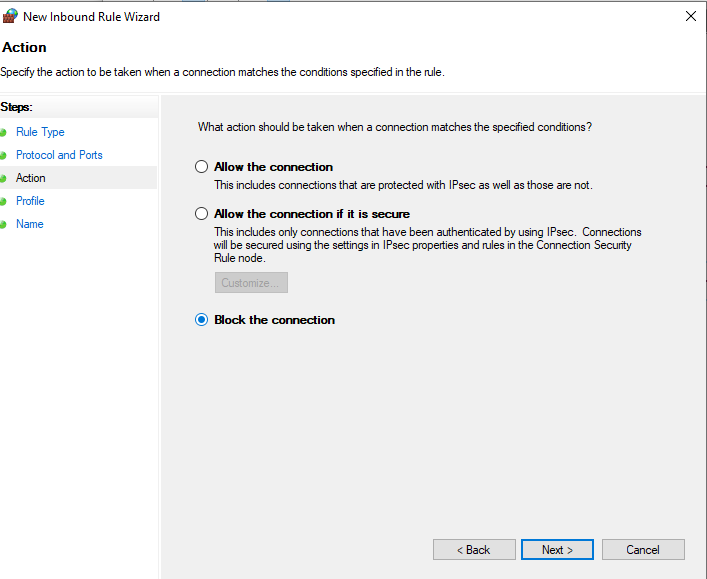 New Inbound Rule Wizard
Action
Specify the action to be taken when a connection matches the conditions specified in the rule.
Steps:
Rule Type
Protocol and Ports
Action
Profile
Name
What action should be taken when a connection matches the specified conditions?
Allow the connection
This includes connections that are protected with IPsec as well as those are not.
Allow the connection if it is secure
This includes only connections that have been authenticated by using IPsec. Connections
will be secured using the settings in IPsec properties and rules in the Connection Security
Rule node.
Customize...
Block the connection
< Back
Next >
Cancel